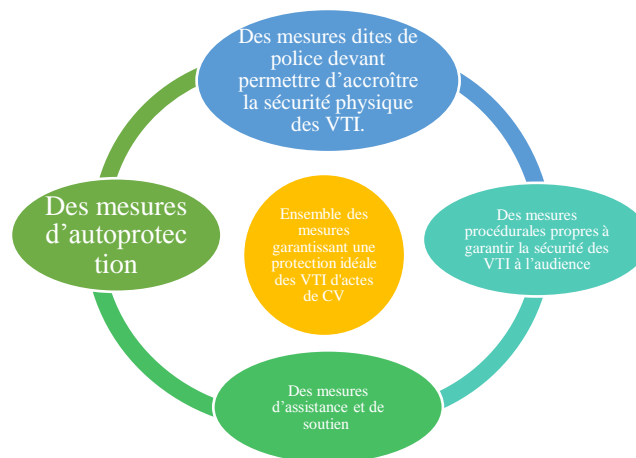 Des mesures dites de
police devant
permettre d'accroître
la sécurité physique
des VTI.
Des mesures
d'autoprotec
tion
Ensemble des
mesures
garantissant une
protection idéale
des VTI d'actes
de CV
Des mesures
procédurales propres à
garantir la sécurité des
VTI à l'audience
Des mesures
d'assistance et de
soutien